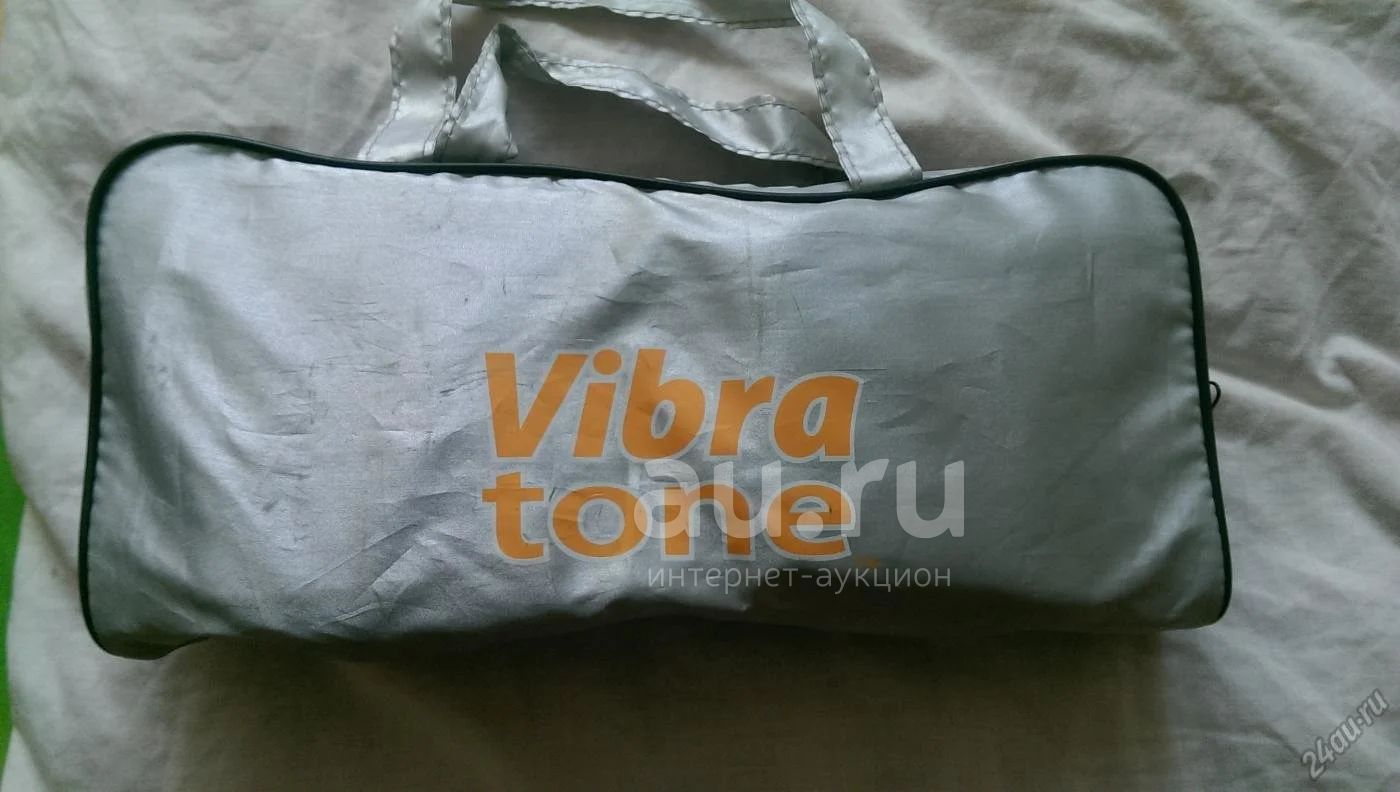 Vibra
tone
au.ru
интернет-аукцион
24au.ru